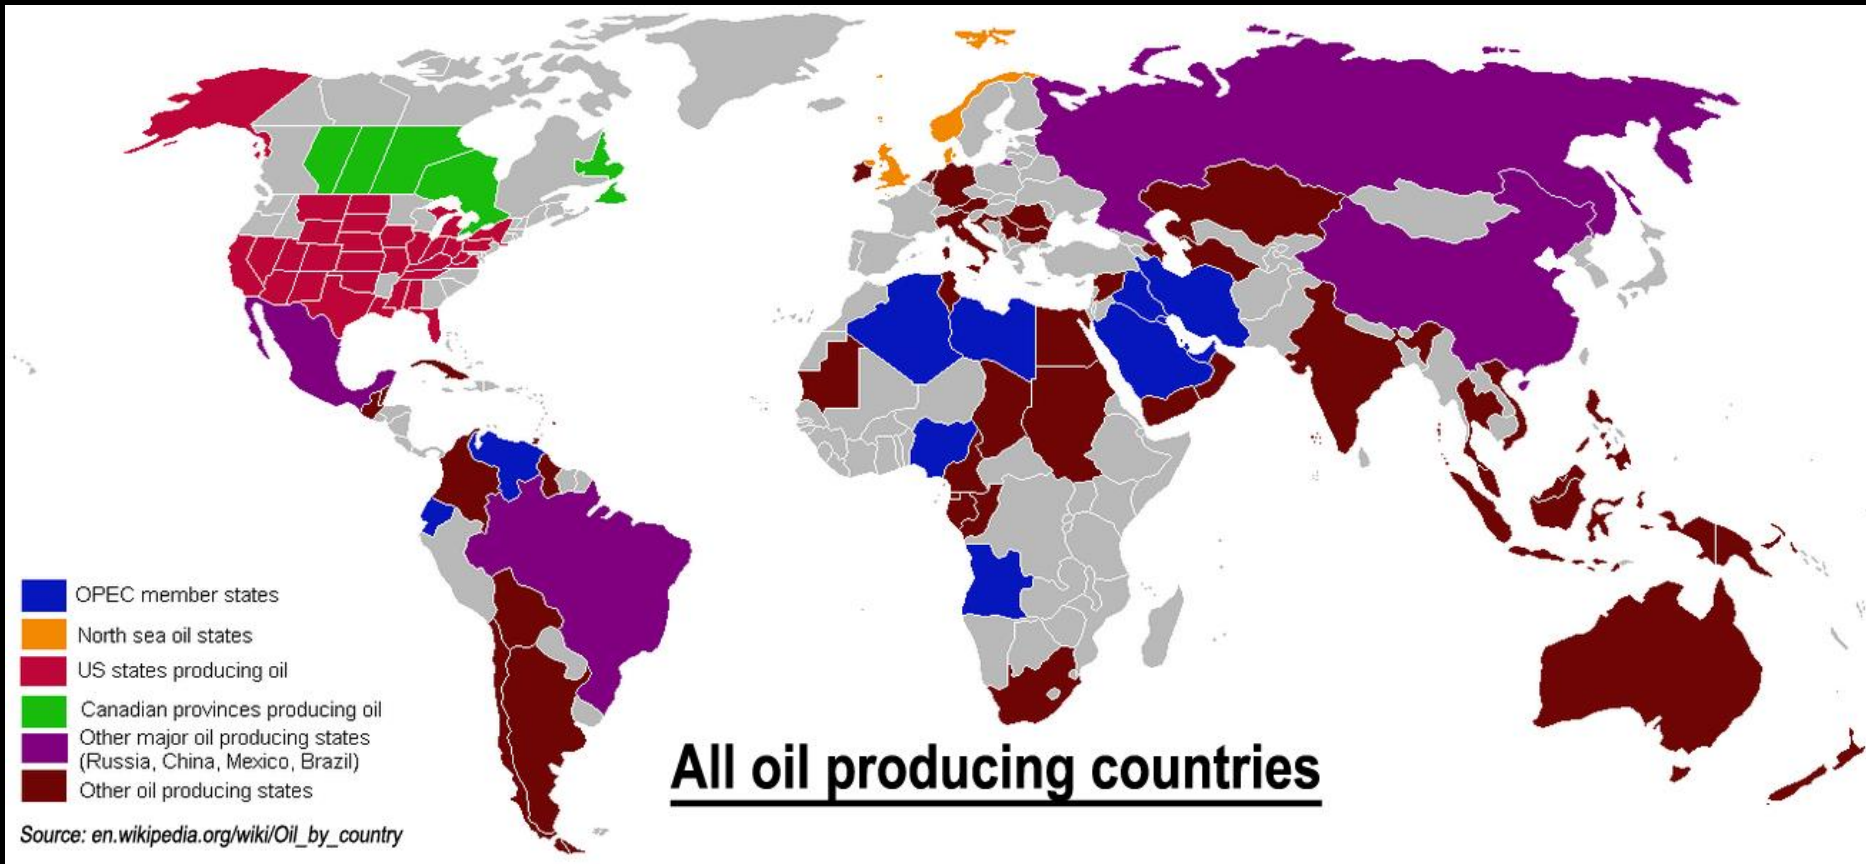 OPEC member states
North sea oil states
US states producing oil
Canadian provinces producing oil
Other major oil producing states
(Russia, China, Mexico, Brazil)
Other oil producing states
Source: en.wikipedia.org/wiki/Oil_by_country
All oil producing countries